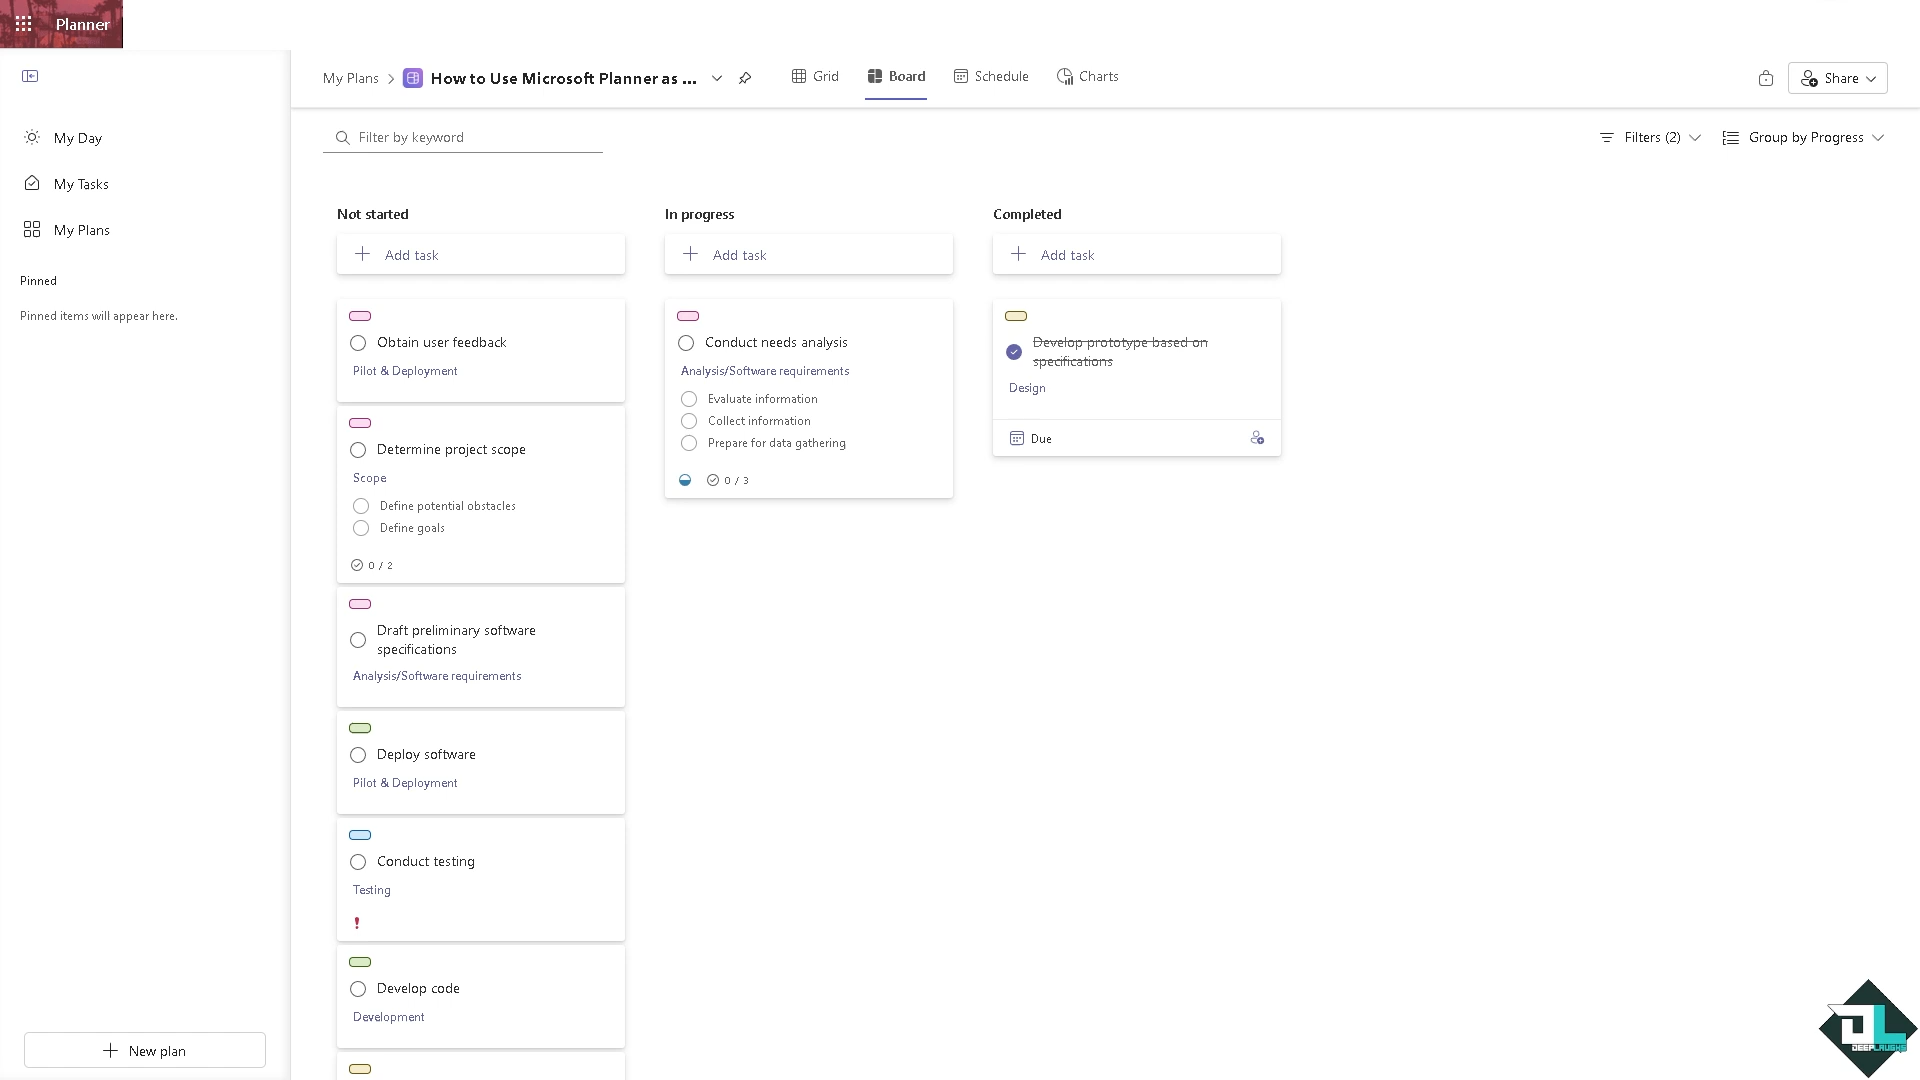 Planner
My Plans
How to Use Microsoft Planner as ...
Grid
Board
Schedule
Charts
Share
Filter by keyword
Filters (2)
Group by Progress
My Day
My Tasks
My Plans
Pinned
Pinned items will appear here.
New plan
Not started
Add task
Obtain user feedback
Pilot & Deployment
Determine project scope
Scope
Define potential obstacles
Define goals
0 / 2
Draft preliminary software
specifications
Analysis/Software requirements
Deploy software
Pilot & Deployment
Conduct testing
Testing
Develop code
Development
In progress
Add task
Conduct needs analysis
Analysis/Software requirements
Evaluate information
Collect information
Prepare for data gathering
0 / 3
Completed
Add task
Develop prototype based on
specifications
Design
Due
DEEPLAUGHS